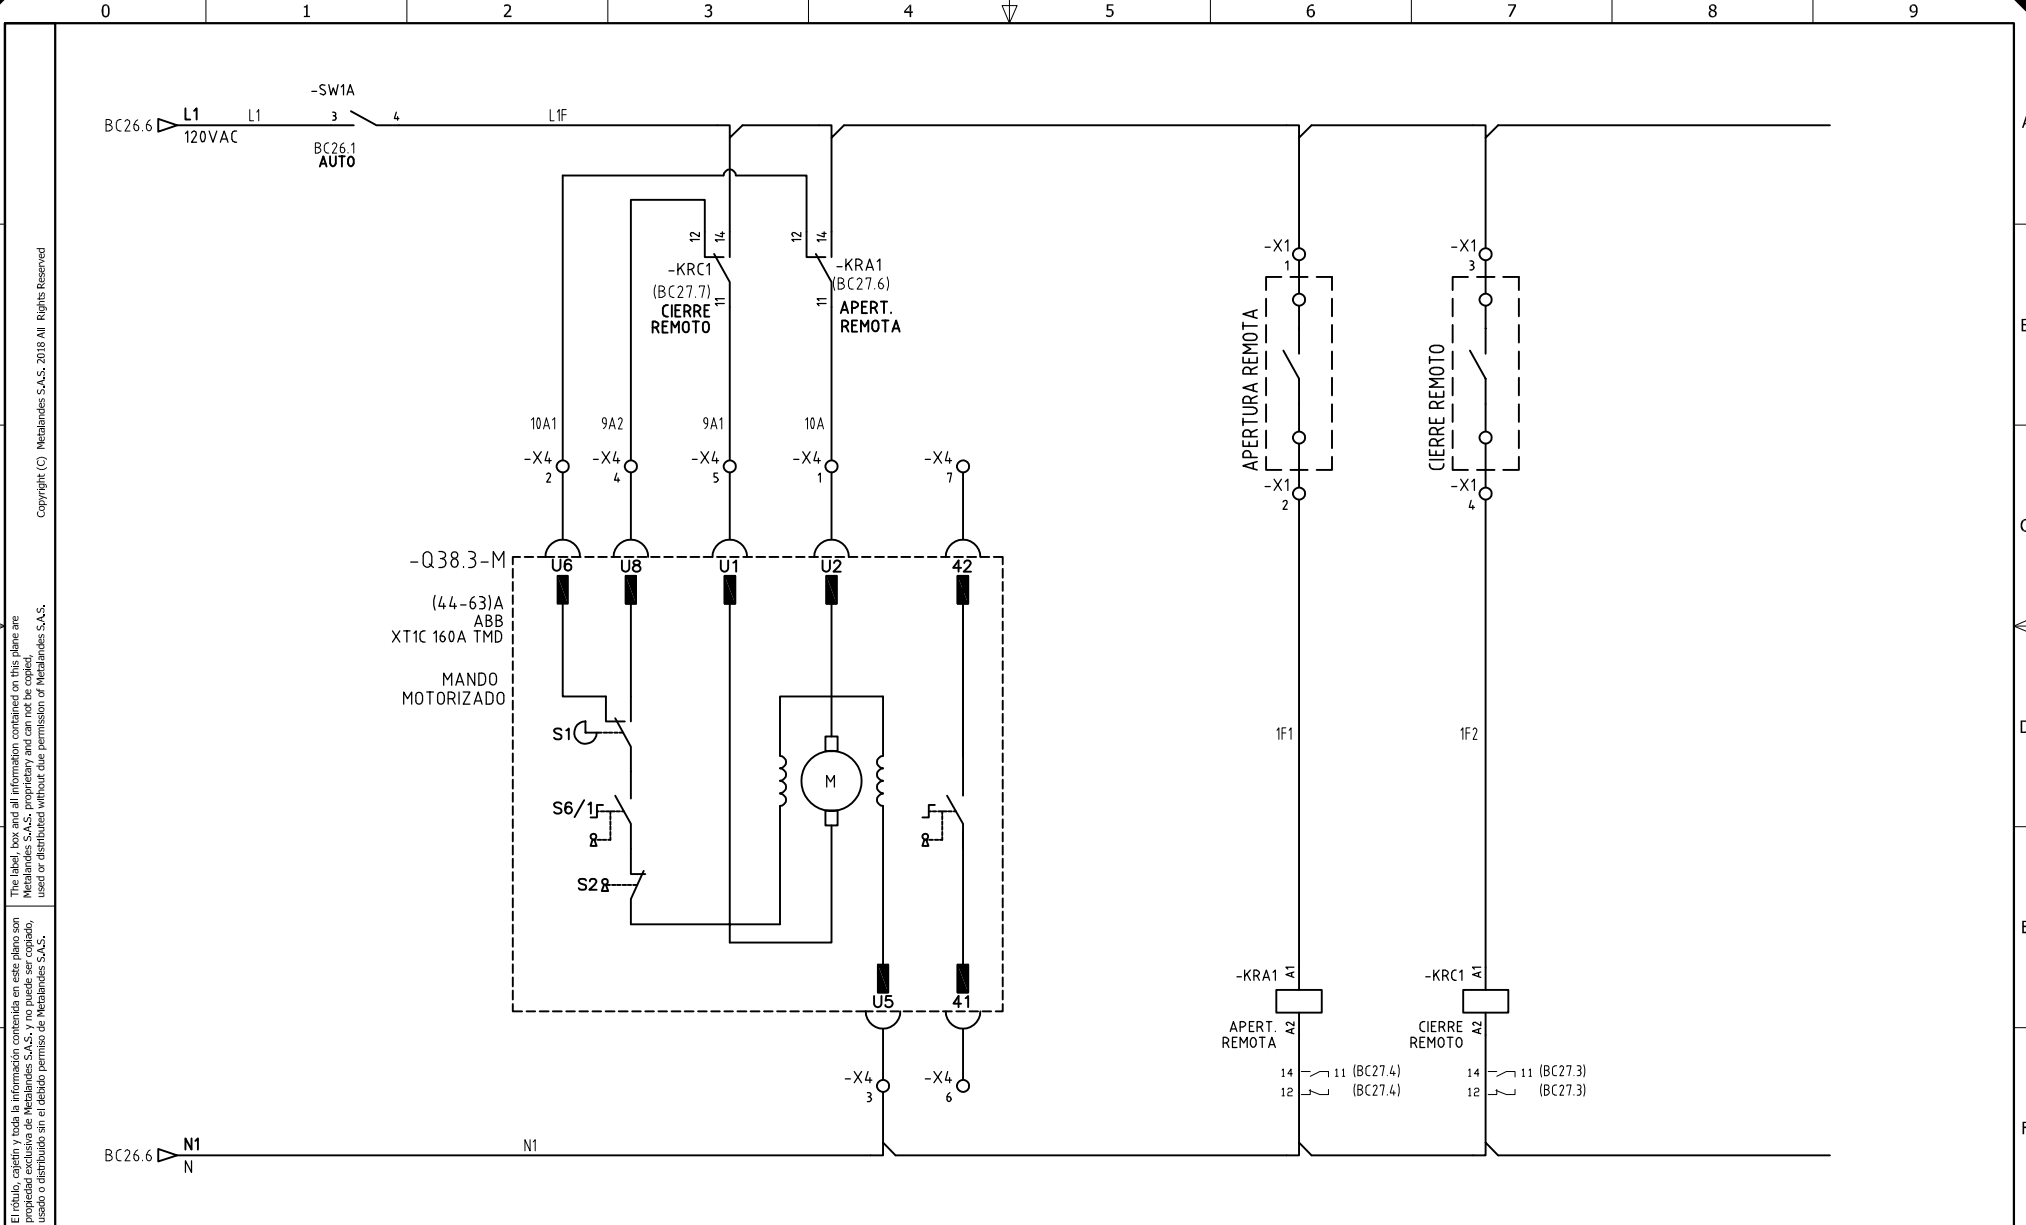 0 1 2 3 4 5 6 7 8 9
-SW1A
BC26.6 L1 L1 3 4 L1F
120VAC
BC26.1
AUTO
12 14 12 14
-KRC1
(BC27.7)
CIERRE
REMOTO
11
-KRA1
(BC27.6)
APERT.
REMOTA
11
-X1
1
-X1
3
APERTURA REMOTA
CIERRE REMOTO
-X1
2
-X1
4
10A1 9A2 9A1 10A
-X4 -X4 -X4 -X4 -X4
2 4 5 1 7
-Q38.3-M
U6 U8 U1 U2 42
(44-63)A
ABB
XT1C 160A TMD
MANDO
MOTORIZADO
S1
M
S6/1
S2
1F1 1F2
U5 41
-X4 -X4
3 6
-KRA1 A1
A2
APERT.
REMOTA
14 11 (BC27.4)
12 (BC27.4)
-KRC1 A1
A2
CIERRE
REMOTO
14 11 (BC27.3)
12 (BC27.3)
BC26.6 N1 N1
N
Copyright (C) Metalandes S.A.S. 2018 All Rights Reserved
The label, box and all information contained on this plane are
Metalandes S.A.S. proprietary and can not be copied,
used or distributed without due permission of Metalandes S.A.S.
El rótulo, cajetín y toda la información contenida en este plano son
propiedad exclusiva de Metalandes S.A.S. y no puede ser copiado,
usado o distribuido sin el debido permiso de Metalandes S.A.S.